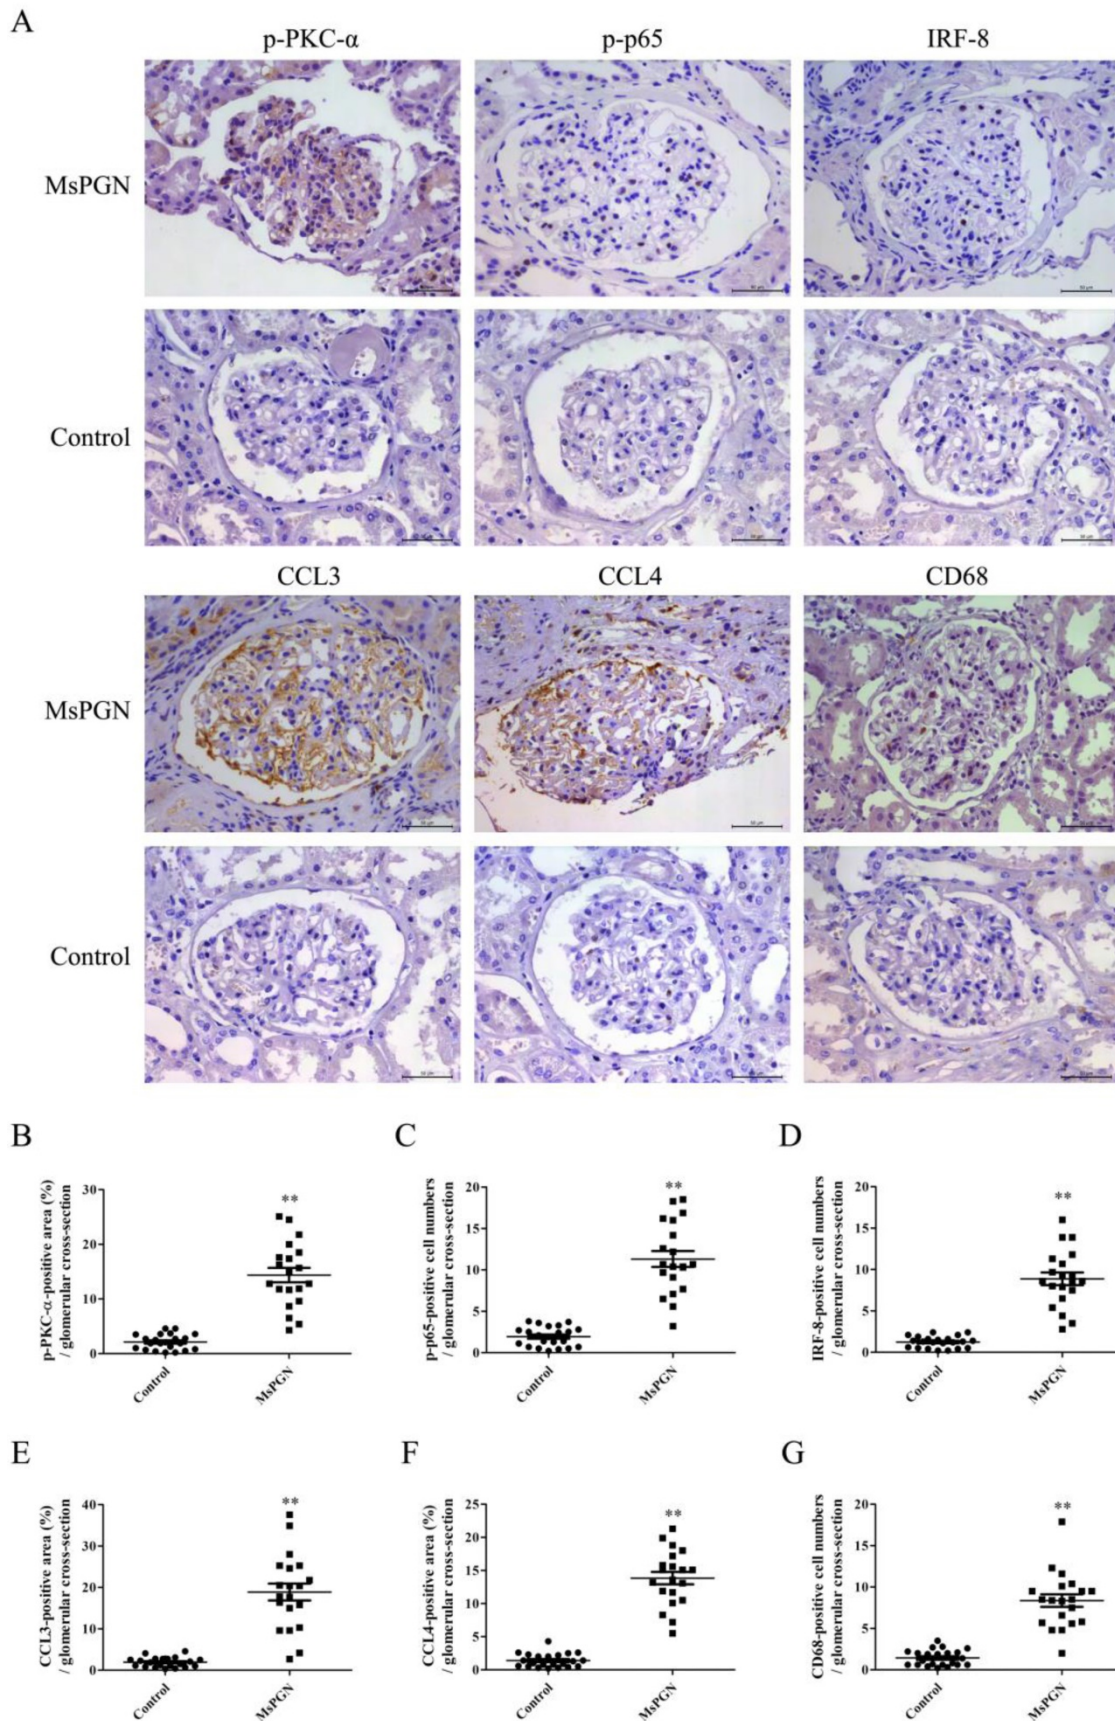 A
p-PKC-α p-p65 IRF-8
MsPGN
Control
CCL3 CCL4 CD68
MsPGN
Control
50 μm
B
p-PKC-α-positive area (%)
/ glomerular cross-section
30
20
10
0
**
Control
MsPGN
C
p-p65-positive cell numbers
/ glomerular cross-section
20
15
10
5
0
**
Control
MsPGN
D
IRF-8-positive cell numbers
/ glomerular cross-section
20
15
10
5
0
**
Control
MsPGN
E
CCL3-positive area (%)
/ glomerular cross-section
40
30
20
10
0
**
Control
MsPGN
F
CCL4-positive area (%)
/ glomerular cross-section
25
20
15
10
5
0
**
Control
MsPGN
G
CD68-positive cell numbers
/ glomerular cross-section
20
15
10
5
0
**
Control
MsPGN